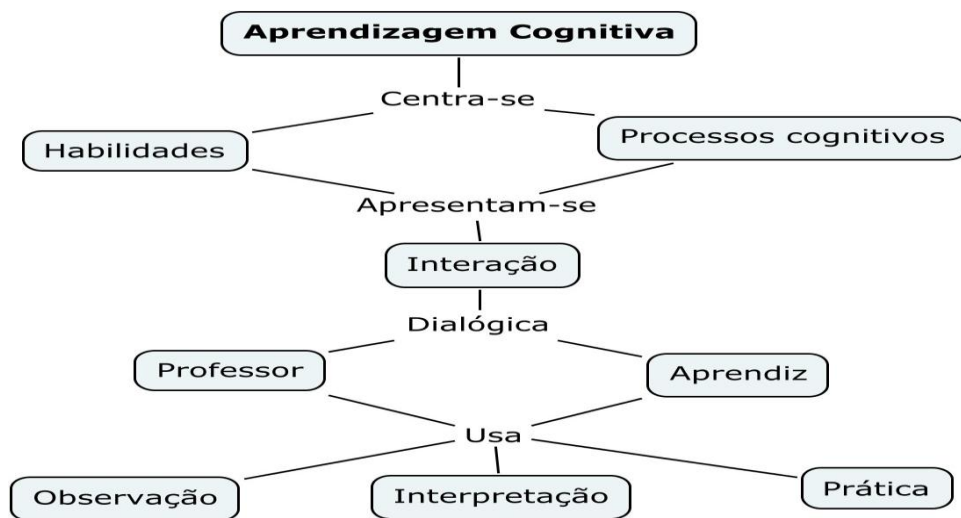 Aprendizagem Cognitiva
Centra-se
Habilidades
Processos cognitivos
Apresentam-se
Interação
Dialógica
Professor
Aprendiz
Usa
Observação
Interpretação
Prática